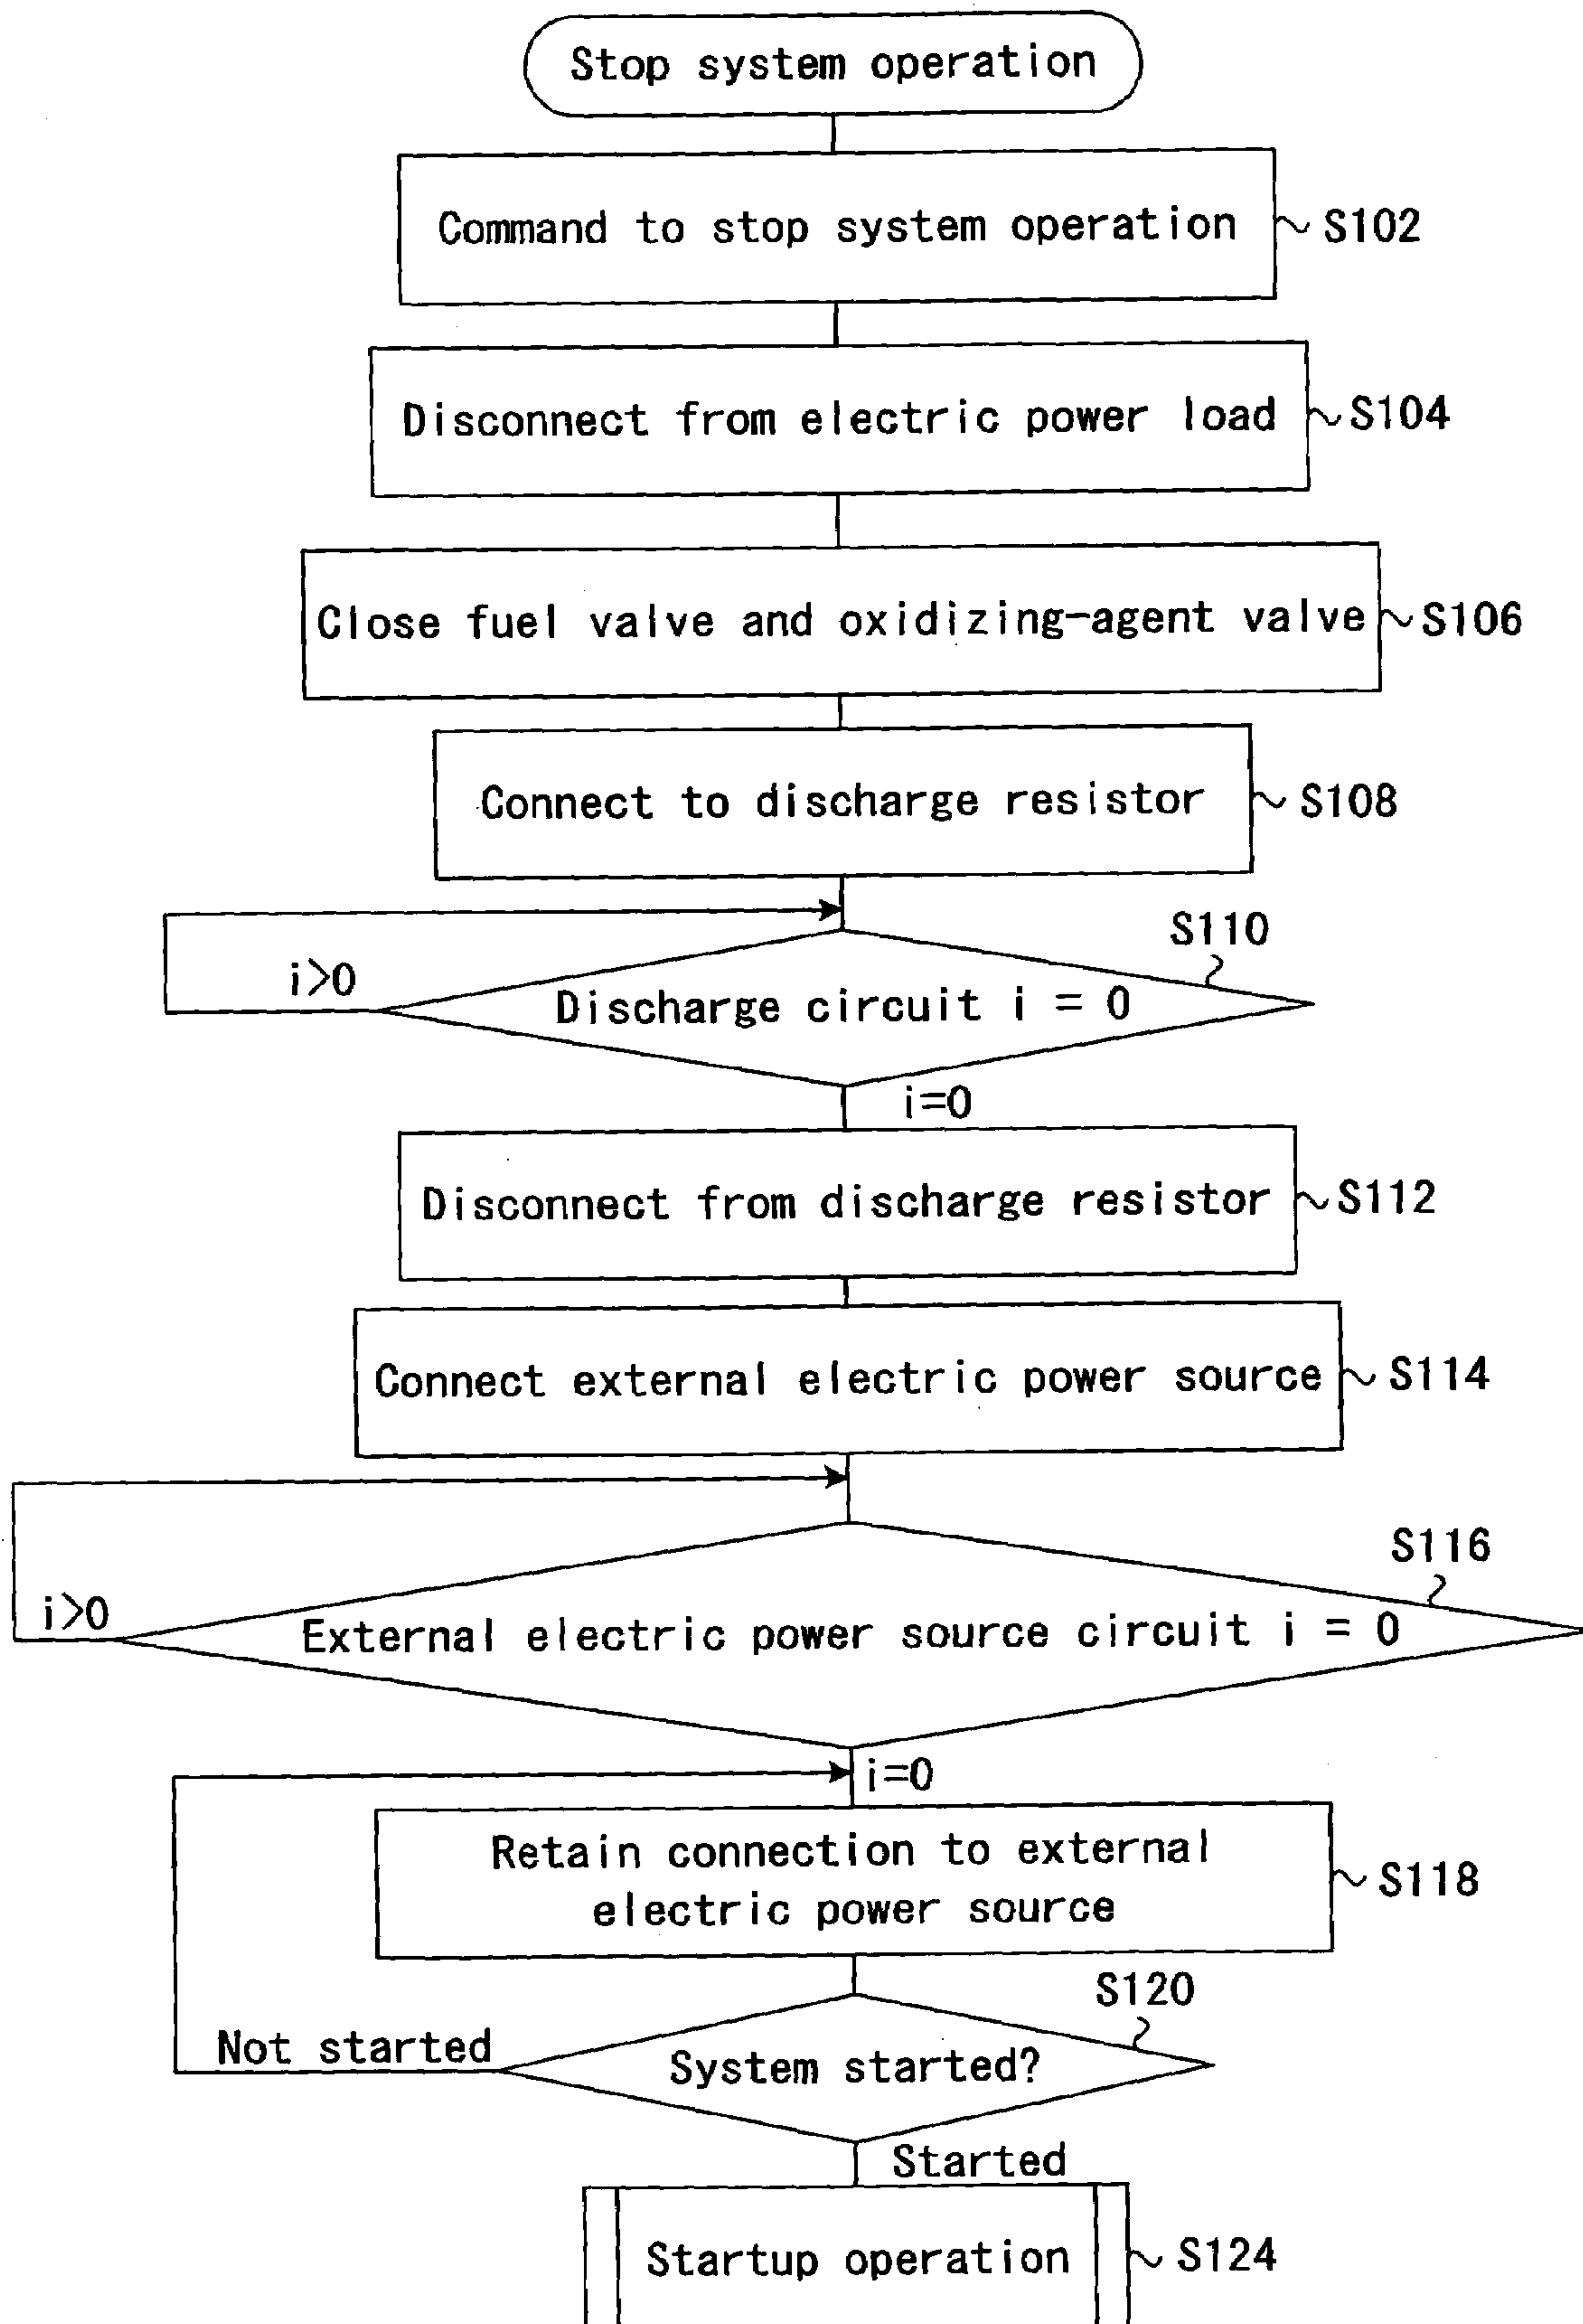 Stop system operation
Command to stop system operation
S102
Disconnect from electric power load
S104
Close fuel valve and oxidizing-agent valve
S106
Connect to discharge resistor
S108
S110
i>0
Discharge circuit i = 0
i=0
Disconnect from discharge resistor
S112
Connect external electric power source
S114
S116
i>0
External electric power source circuit i = 0
i=0
Retain connection to external
electric power source
S118
S120
Not started
System started?
Started
Startup operation
S124